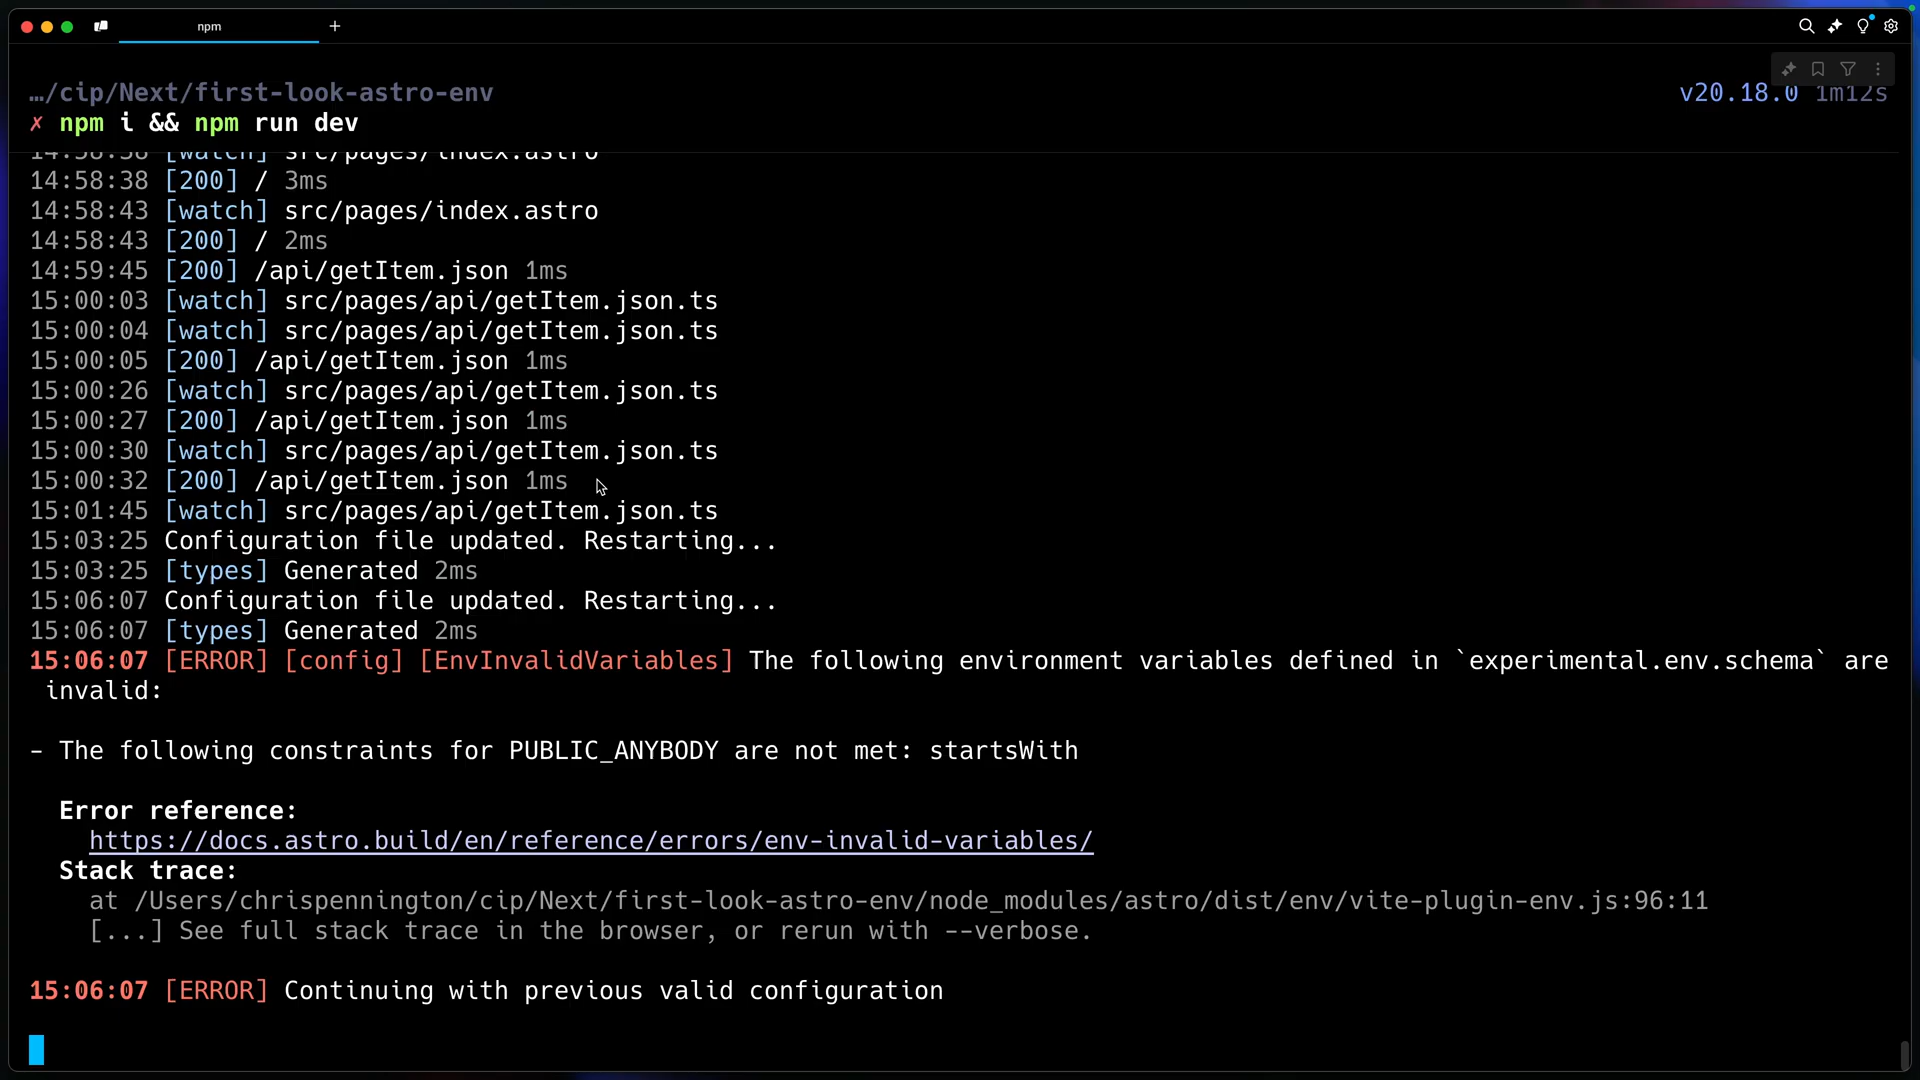 npm
…/cip/Next/first-look-astro-env
v20.18.0 1m12s
✗ npm i && npm run dev
14:58:38 [watch] src/pages/index.astro
14:58:38 [200] / 3ms
14:58:43 [watch] src/pages/index.astro
14:58:43 [200] / 2ms
14:59:45 [200] /api/getItem.json 1ms
15:00:03 [watch] src/pages/api/getItem.json.ts
15:00:04 [watch] src/pages/api/getItem.json.ts
15:00:05 [200] /api/getItem.json 1ms
15:00:26 [watch] src/pages/api/getItem.json.ts
15:00:27 [200] /api/getItem.json 1ms
15:00:30 [watch] src/pages/api/getItem.json.ts
15:00:32 [200] /api/getItem.json 1ms
15:01:45 [watch] src/pages/api/getItem.json.ts
15:03:25 Configuration file updated. Restarting...
15:03:25 [types] Generated 2ms
15:06:07 Configuration file updated. Restarting...
15:06:07 [types] Generated 2ms
15:06:07 [ERROR] [config] [EnvInvalidVariables] The following environment variables defined in `experimental.env.schema` are
invalid:
- The following constraints for PUBLIC_ANYBODY are not met: startsWith
Error reference:
https://docs.astro.build/en/reference/errors/env-invalid-variables/
Stack trace:
at /Users/chrispennington/cip/Next/first-look-astro-env/node_modules/astro/dist/env/vite-plugin-env.js:96:11
[...] See full stack trace in the browser, or rerun with --verbose.
15:06:07 [ERROR] Continuing with previous valid configuration